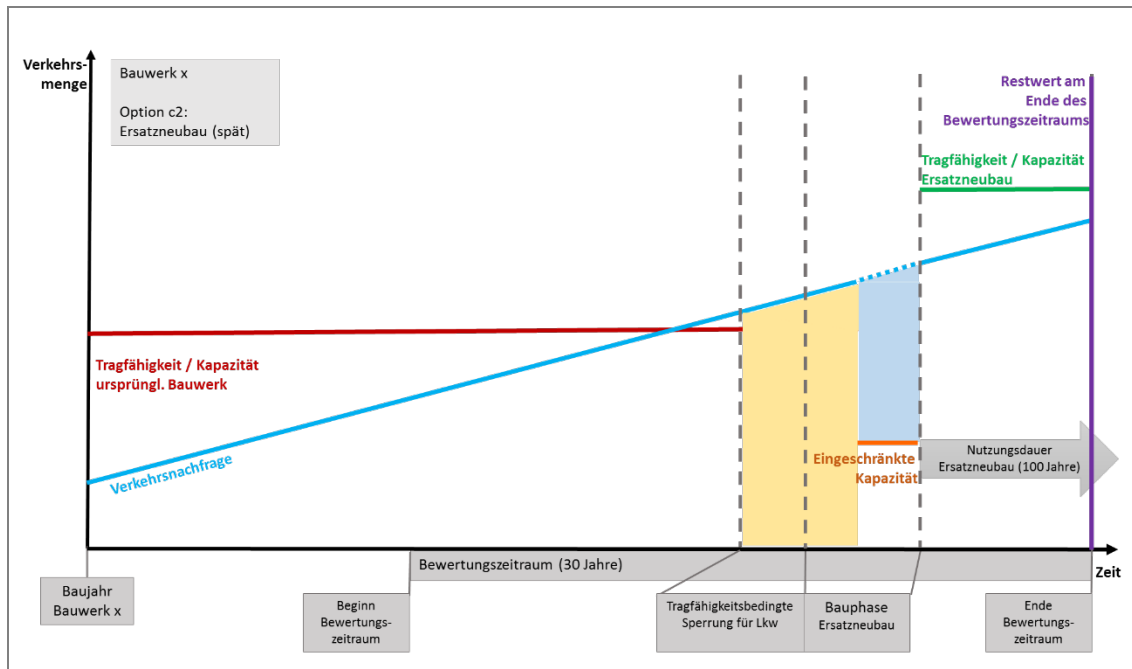 Verkehrs-
menge
Bauwerk x
Option c2:
Ersatzneubau (spät)
Restwert am
Ende des
Bewertungszeitraums
Tragfähigkeit / Kapazität
Ersatzneubau
Tragfähigkeit / Kapazität
ursprüngl. Bauwerk
Verkehrsnachfrage
Eingeschränkte
Kapazität
Nutzungsdauer
Ersatzneubau (100 Jahre)
Bewertungszeitraum (30 Jahre)
Zeit
Baujahr
Bauwerk x
Beginn
Bewertungs-
zeitraum
Tragfähigkeitsbedingte
Sperrung für Lkw
Bauphase
Ersatzneubau
Ende
Bewertungs-
zeitraum